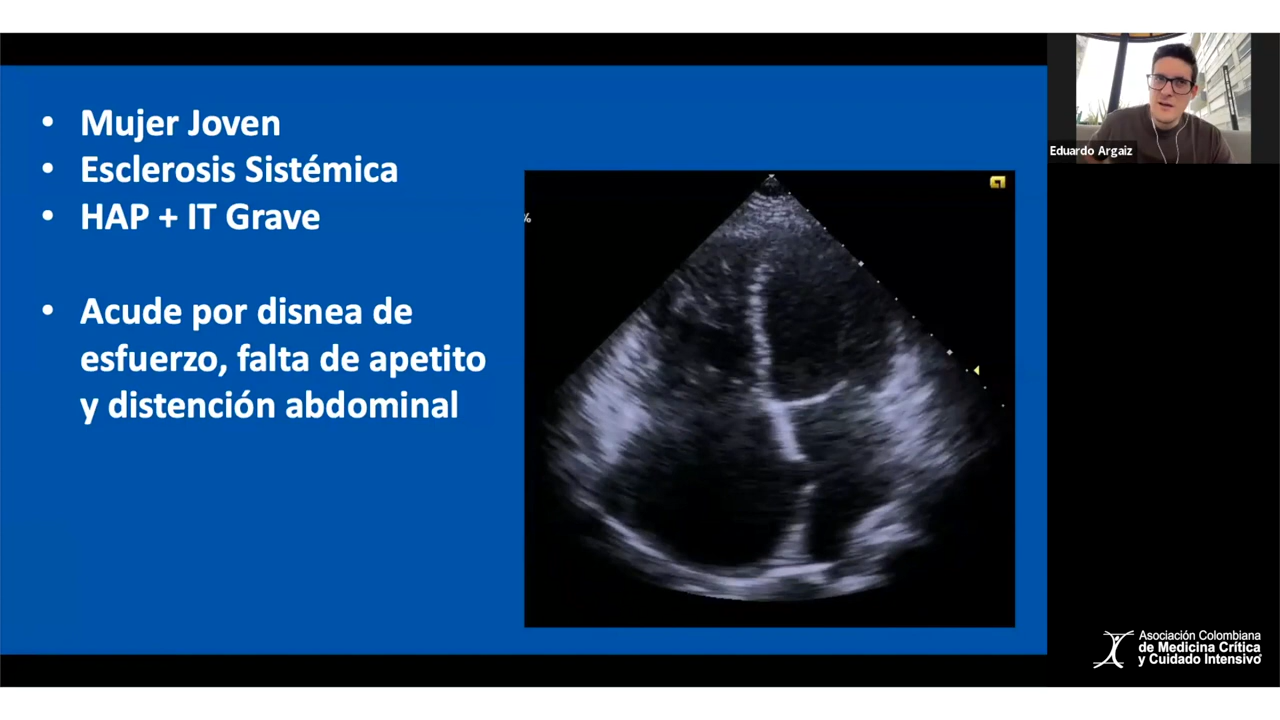 • Mujer Joven
• Esclerosis Sistémica
• HAP + IT Grave
• Acude por disnea de
esfuerzo, falta de apetito
y distención abdominal
%
Eduardo Argaiz
Asociación Colombiana
de Medicina Crítica
y Cuidado Intensivo